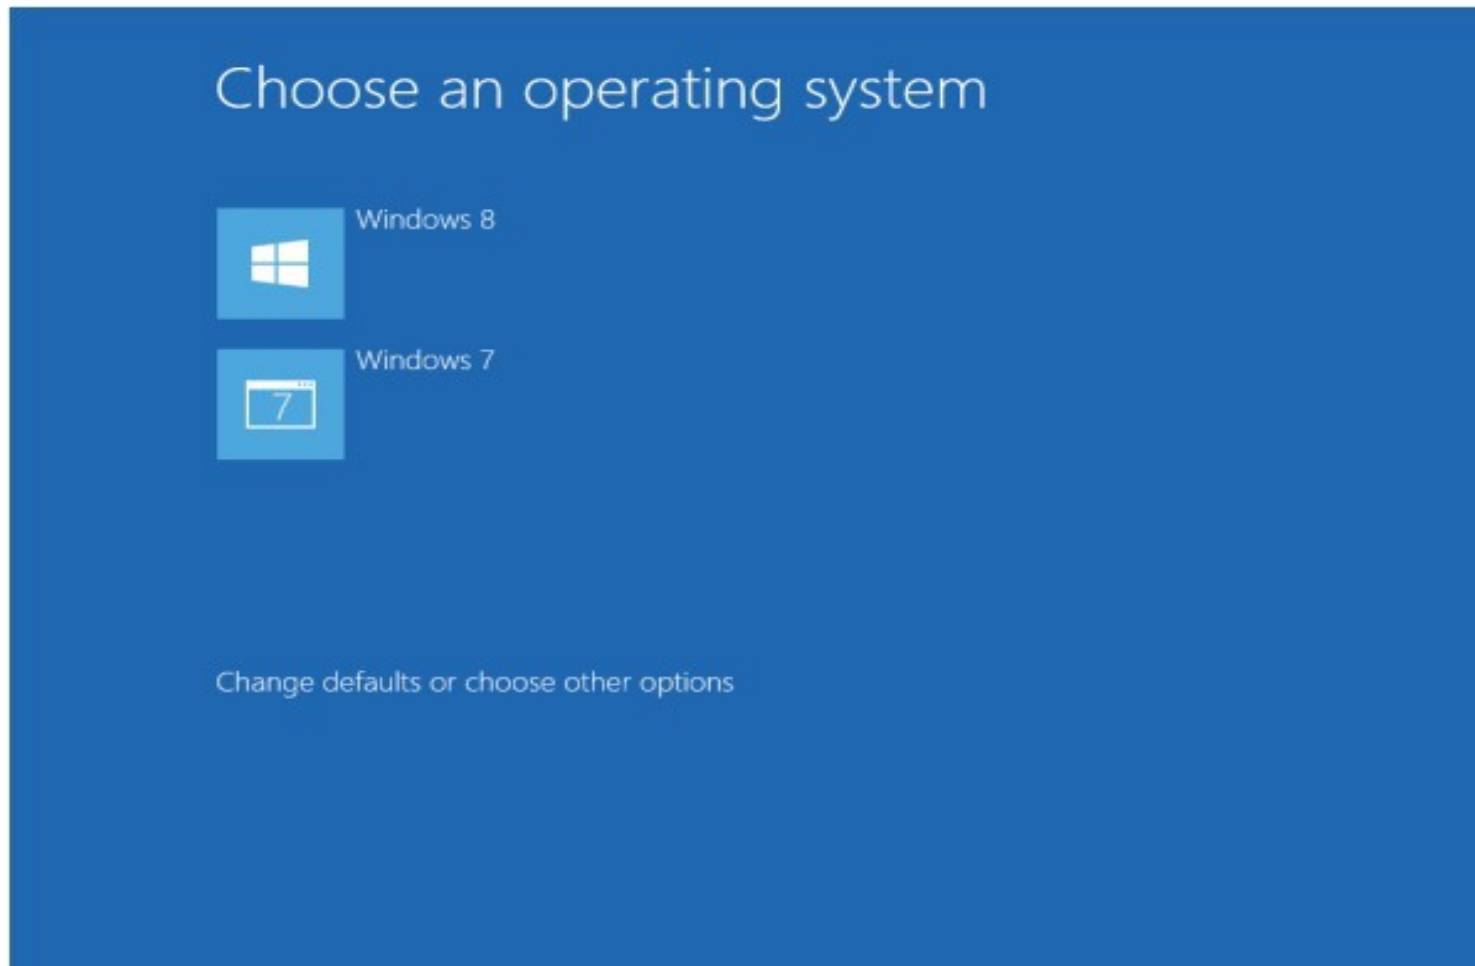 Choose an operating system
Windows 8
Windows 7
7
Change defaults or choose other options